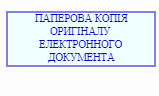 ПАПЕРОВА КОПІЯ
ОРИГІНАЛУ
ЕЛЕКТРОННОГО
ДОКУМЕНТА